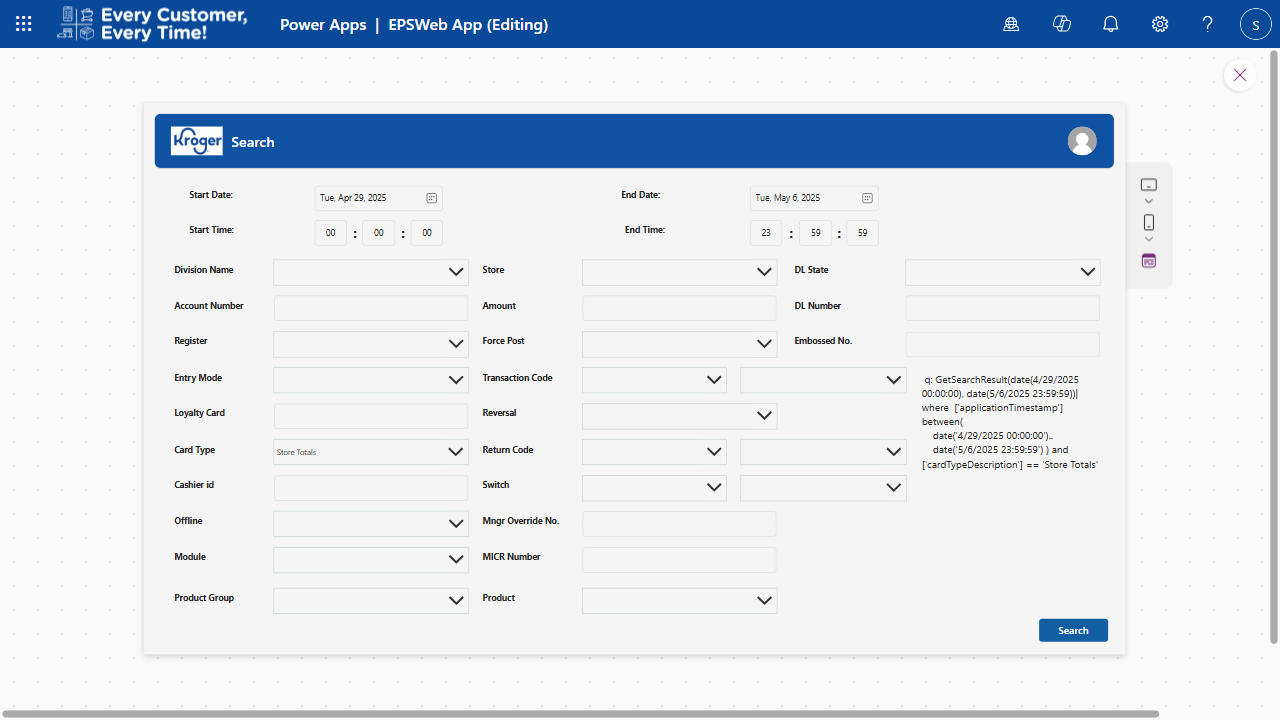 Every Customer,
Every Time!
Power Apps | EPSWeb App (Editing)
S
Kroger
Search
Start Date:
Tue, Apr 29, 2025
End Date:
Tue, May 6, 2025
Start Time:
00 : 00 : 00
End Time:
23 : 59 : 59
Division Name
Store
DL State
Account Number
Amount
DL Number
Register
Force Post
Embossed No.
Entry Mode
Transaction Code
q: GetSearchResult(date(4/29/2025
00:00:00), date(5/6/2025 23:59:59))|
where ['applicationTimestamp']
between(
date('4/29/2025 00:00:00')..
date('5/6/2025 23:59:59') ) and
['cardTypeDescription'] == 'Store Totals'
Loyalty Card
Reversal
Card Type
Store Totals
Return Code
Cashier id
Switch
Offline
Mngr Override No.
Module
MICR Number
Product Group
Product
Search